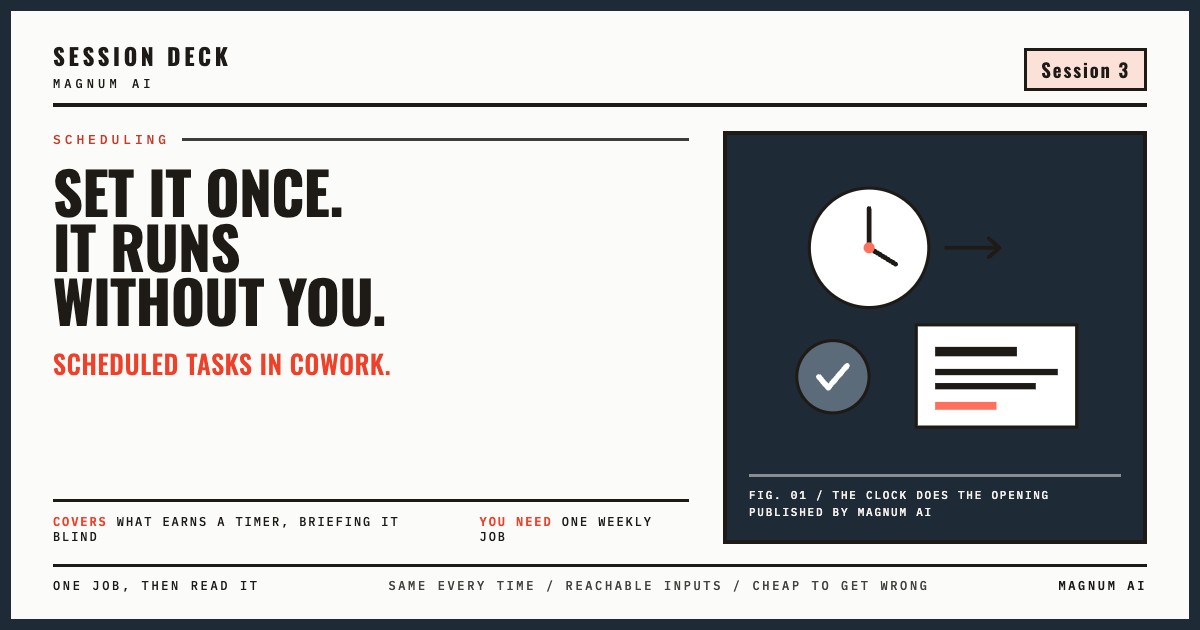 SESSION DECK
MAGNUM AI
Session 3
SCHEDULING
SET IT ONCE.
IT RUNS
WITHOUT YOU.
SCHEDULED TASKS IN COWORK.
COVERS WHAT EARNS A TIMER, BRIEFING IT
BLIND
YOU NEED ONE WEEKLY
JOB
FIG. 01 / THE CLOCK DOES THE OPENING
PUBLISHED BY MAGNUM AI
ONE JOB, THEN READ IT
SAME EVERY TIME / REACHABLE INPUTS / CHEAP TO GET WRONG
MAGNUM AI